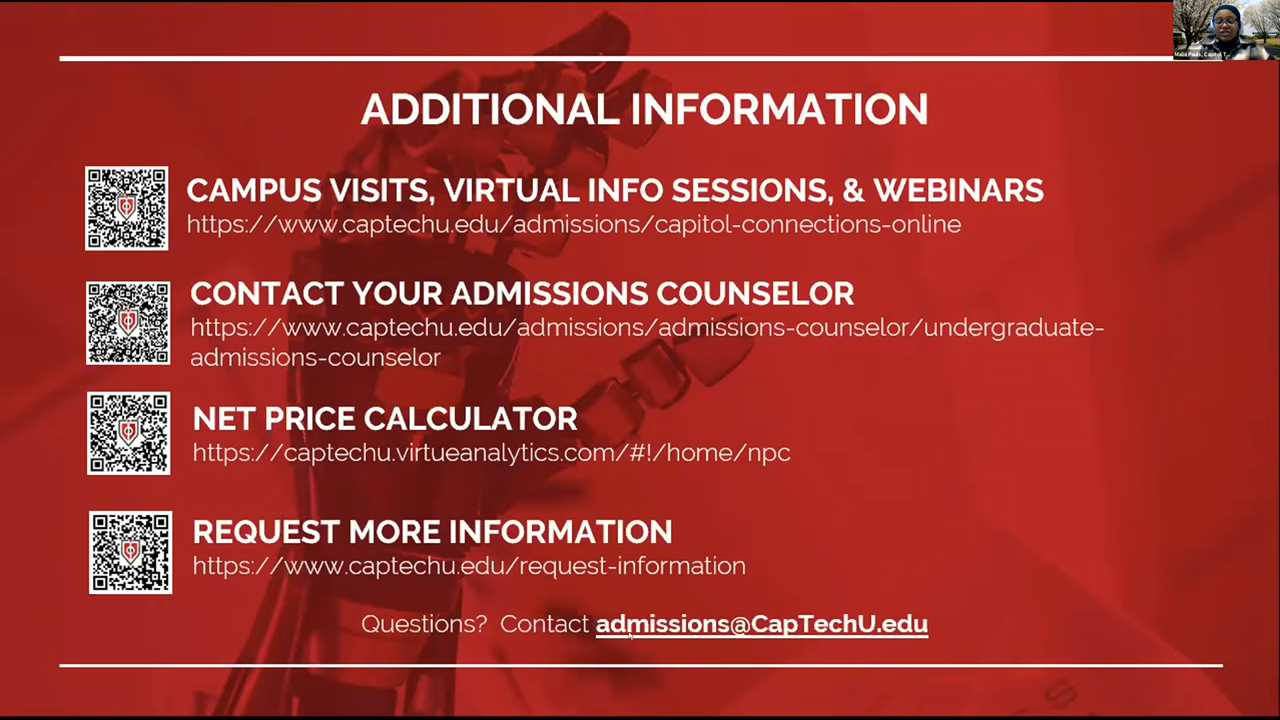 ADDITIONAL INFORMATION
CAMPUS VISITS, VIRTUAL INFO SESSIONS, & WEBINARS
https://www.captechu.edu/admissions/capitol-connections-online
CONTACT YOUR ADMISSIONS COUNSELOR
https://www.captechu.edu/admissions/admissions-counselor/undergraduate-
admissions-counselor
NET PRICE CALCULATOR
https://captechu.virtueanalytics.com/#!/home/npc
REQUEST MORE INFORMATION
https://www.captechu.edu/request-information
Questions? Contact admissions@CapTechU.edu